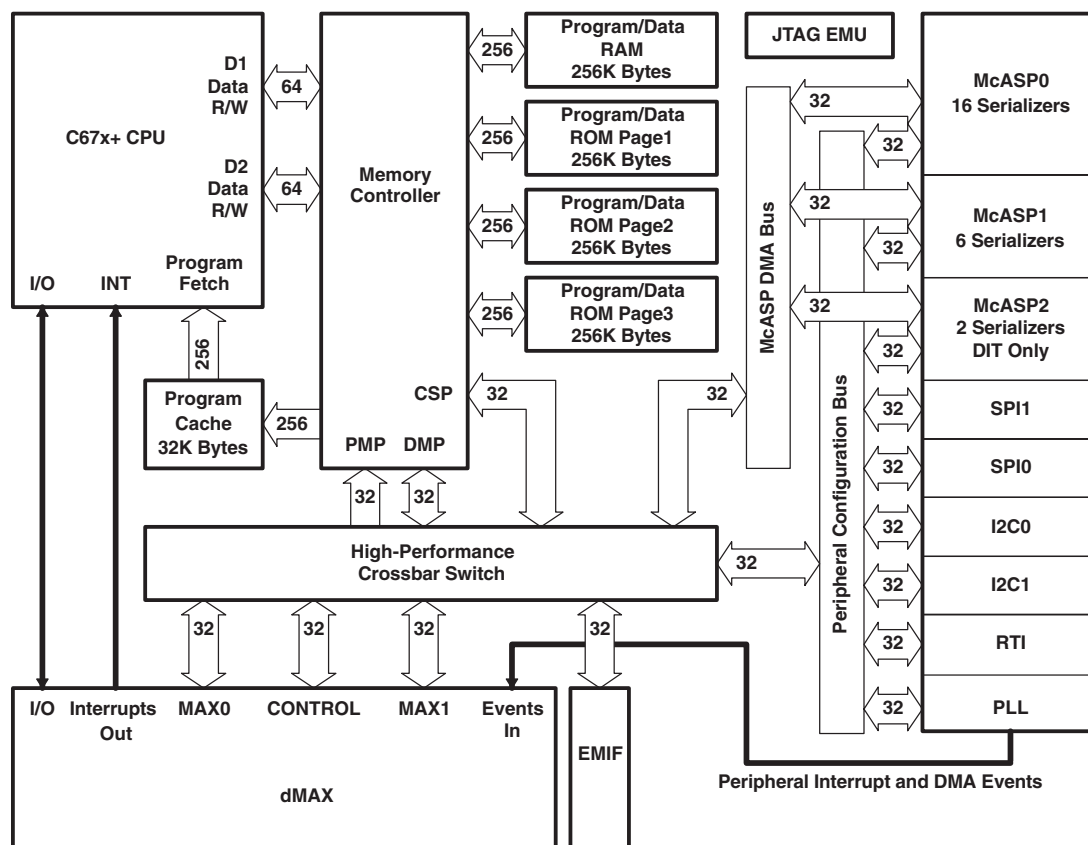 C67x+ CPU
D1
Data
R/W
64
D2
Data
R/W
64
I/O
INT
Program
Fetch
256
Program
Cache
32K Bytes
256
Memory
Controller
CSP
PMP
DMP
32
32
32
256
Program/Data
RAM
256K Bytes
256
Program/Data
ROM Page1
256K Bytes
256
Program/Data
ROM Page2
256K Bytes
256
Program/Data
ROM Page3
256K Bytes
JTAG EMU
McASP DMA Bus
32
32
32
32
Peripheral Configuration Bus
32
McASP0
16 Serializers
32
McASP1
6 Serializers
32
McASP2
2 Serializers
DIT Only
32
SPI1
32
SPI0
32
I2C0
32
I2C1
32
RTI
32
PLL
High-Performance
Crossbar Switch
32
32
32
32
32
I/O
Interrupts
Out
MAX0
CONTROL
MAX1
Events
In
dMAX
EMIF
Peripheral Interrupt and DMA Events